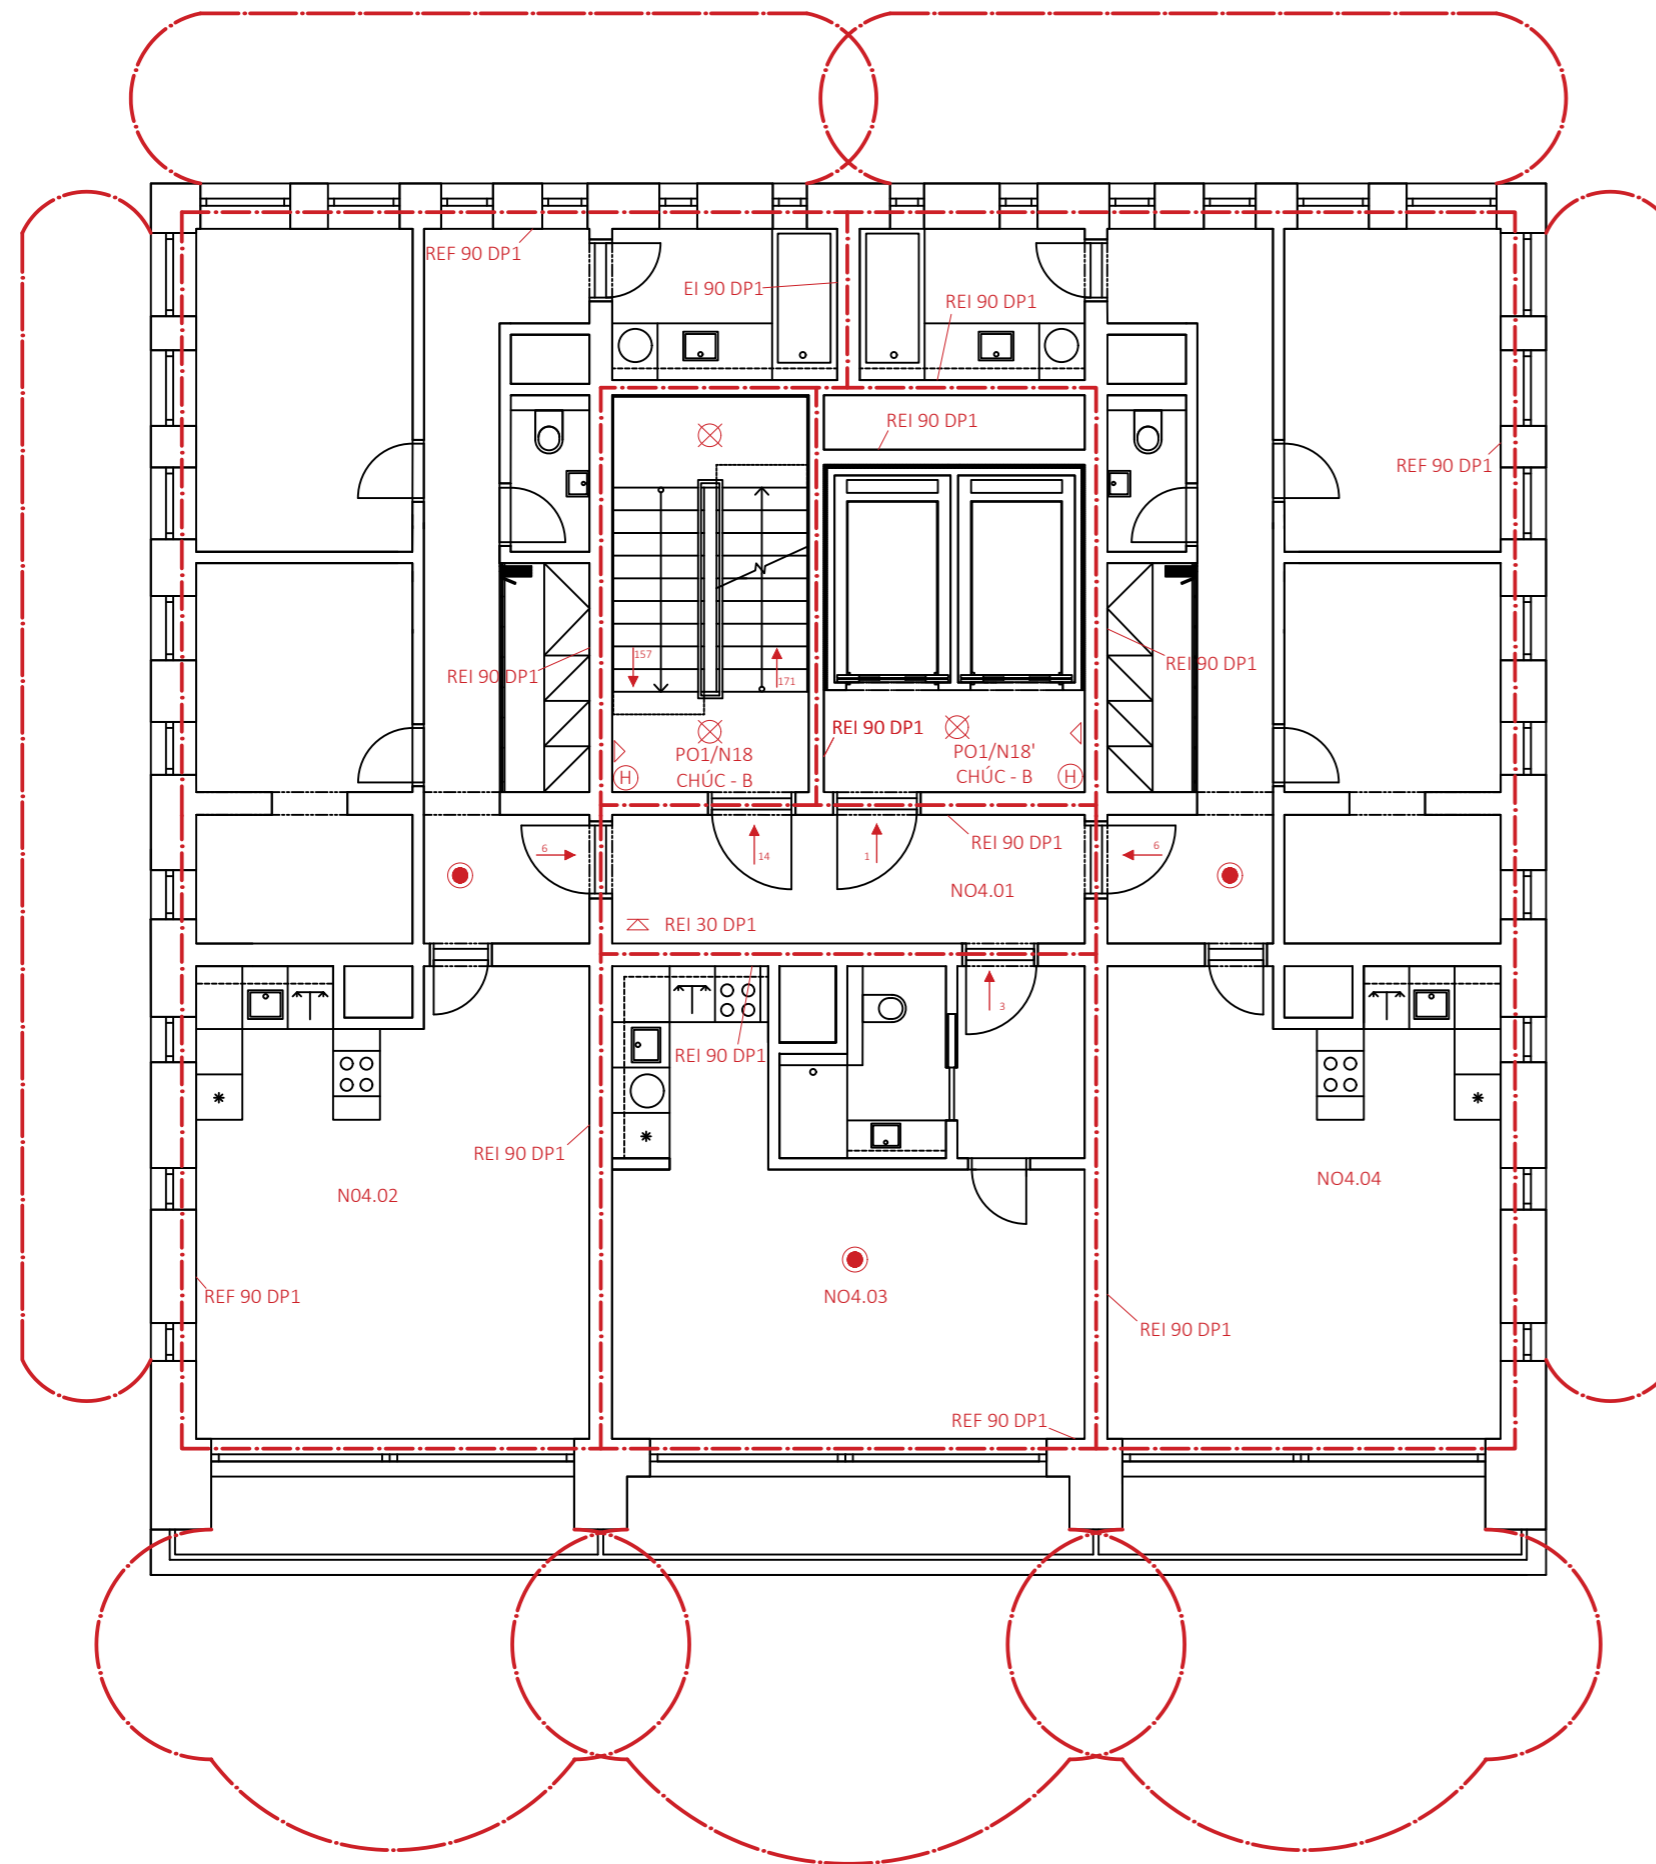 REF 90 DP1
EI 90 DP1
REI 90 DP1
REI 90 DP1
REF 90 DP1
157
171
REI 90 DP1
REI 90 DP1
REI 90 DP1
PO1/N18
CHÚC - B
H
PO1/N18'
CHÚC - B
H
6
14
1
REI 90 DP1
6
NO4.01
REI 30 DP1
3
REI 90 DP1
REI 90 DP1
N04.02
NO4.04
REF 90 DP1
NO4.03
REI 90 DP1
REF 90 DP1